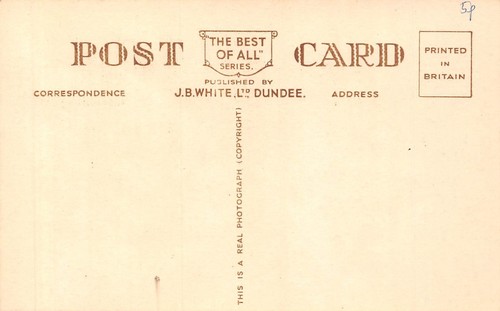 5p
POST CARD
"THE BEST
OF ALL"
SERIES.
PUBLISHED BY
J.B.WHITE, LTD DUNDEE.
PRINTED
IN
BRITAIN
CORRESPONDENCE
ADDRESS
THIS IS A REAL PHOTOGRAPH (COPYRIGHT)